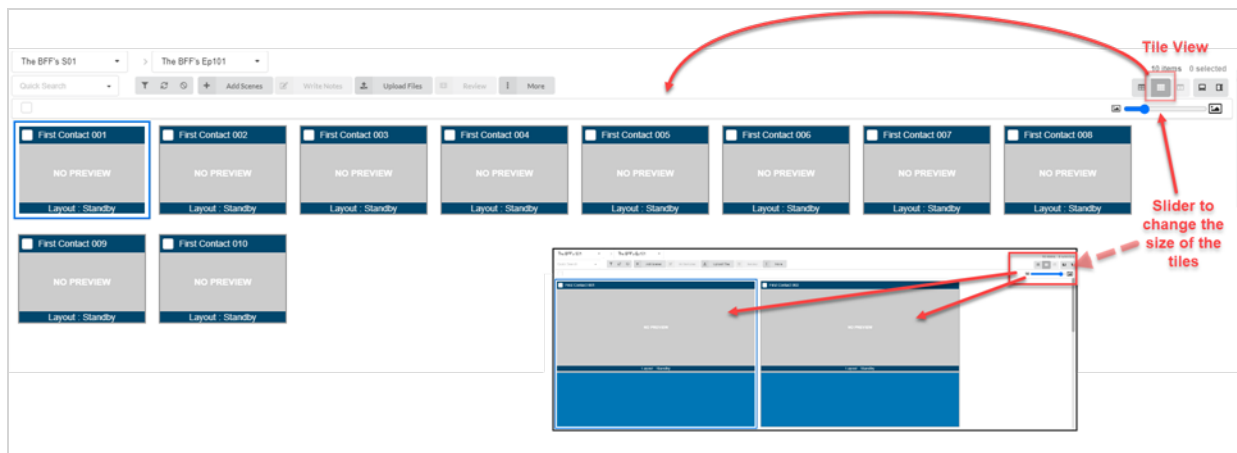 Tile View
The BFF's S01
>
The BFF's Ep101
10 items 0 selected
Quick Search
Add Scenes
Write Notes
Upload Files
Review
More
First Contact 001
First Contact 002
First Contact 003
First Contact 004
First Contact 005
First Contact 006
First Contact 007
First Contact 008
NO PREVIEW
NO PREVIEW
NO PREVIEW
NO PREVIEW
NO PREVIEW
NO PREVIEW
NO PREVIEW
NO PREVIEW
Layout : Standby
Layout : Standby
Layout : Standby
Layout : Standby
Layout : Standby
Layout : Standby
Layout : Standby
Layout : Standby
Slider to
change the
size of the
tiles
First Contact 009
First Contact 010
NO PREVIEW
NO PREVIEW
Layout : Standby
Layout : Standby
NO PREVIEW
NO PREVIEW
Layout : Standby
Layout : Standby